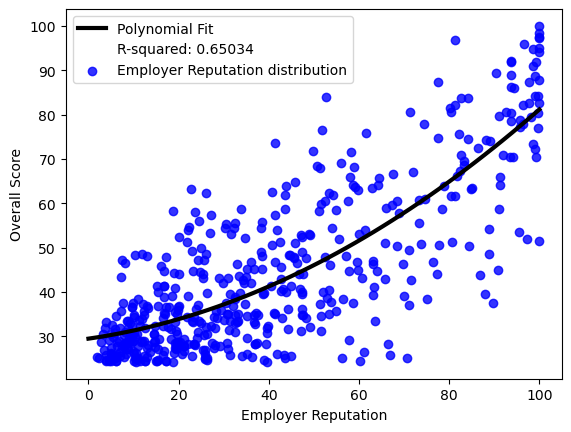 Polynomial Fit
R-squared: 0.65034
Employer Reputation distribution
100
90
80
70
60
50
40
30
Overall Score
0 20 40 60 80 100
Employer Reputation